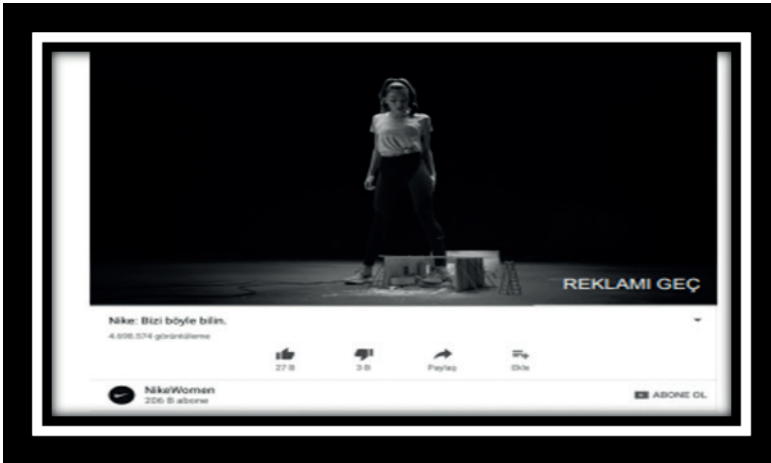 REKLAMI GEÇ
Nike: Bizi böyle bilin.
4.698.574 görüntüleme
27 B
3 B
Paylaş
Ekle
NikeWomen
206 B abone
ABONE OL